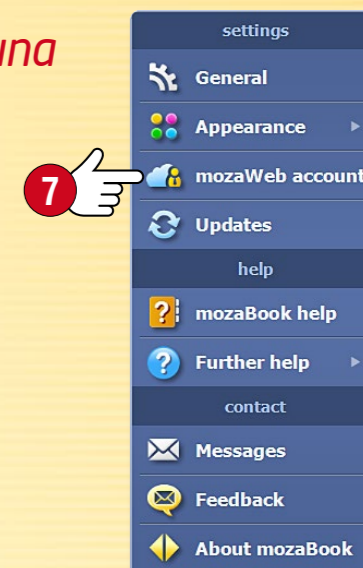 una
settings
General
Appearance
7
mozaWeb account
Updates
help
mozaBook help
Further help
contact
Messages
Feedback
About mozaBook